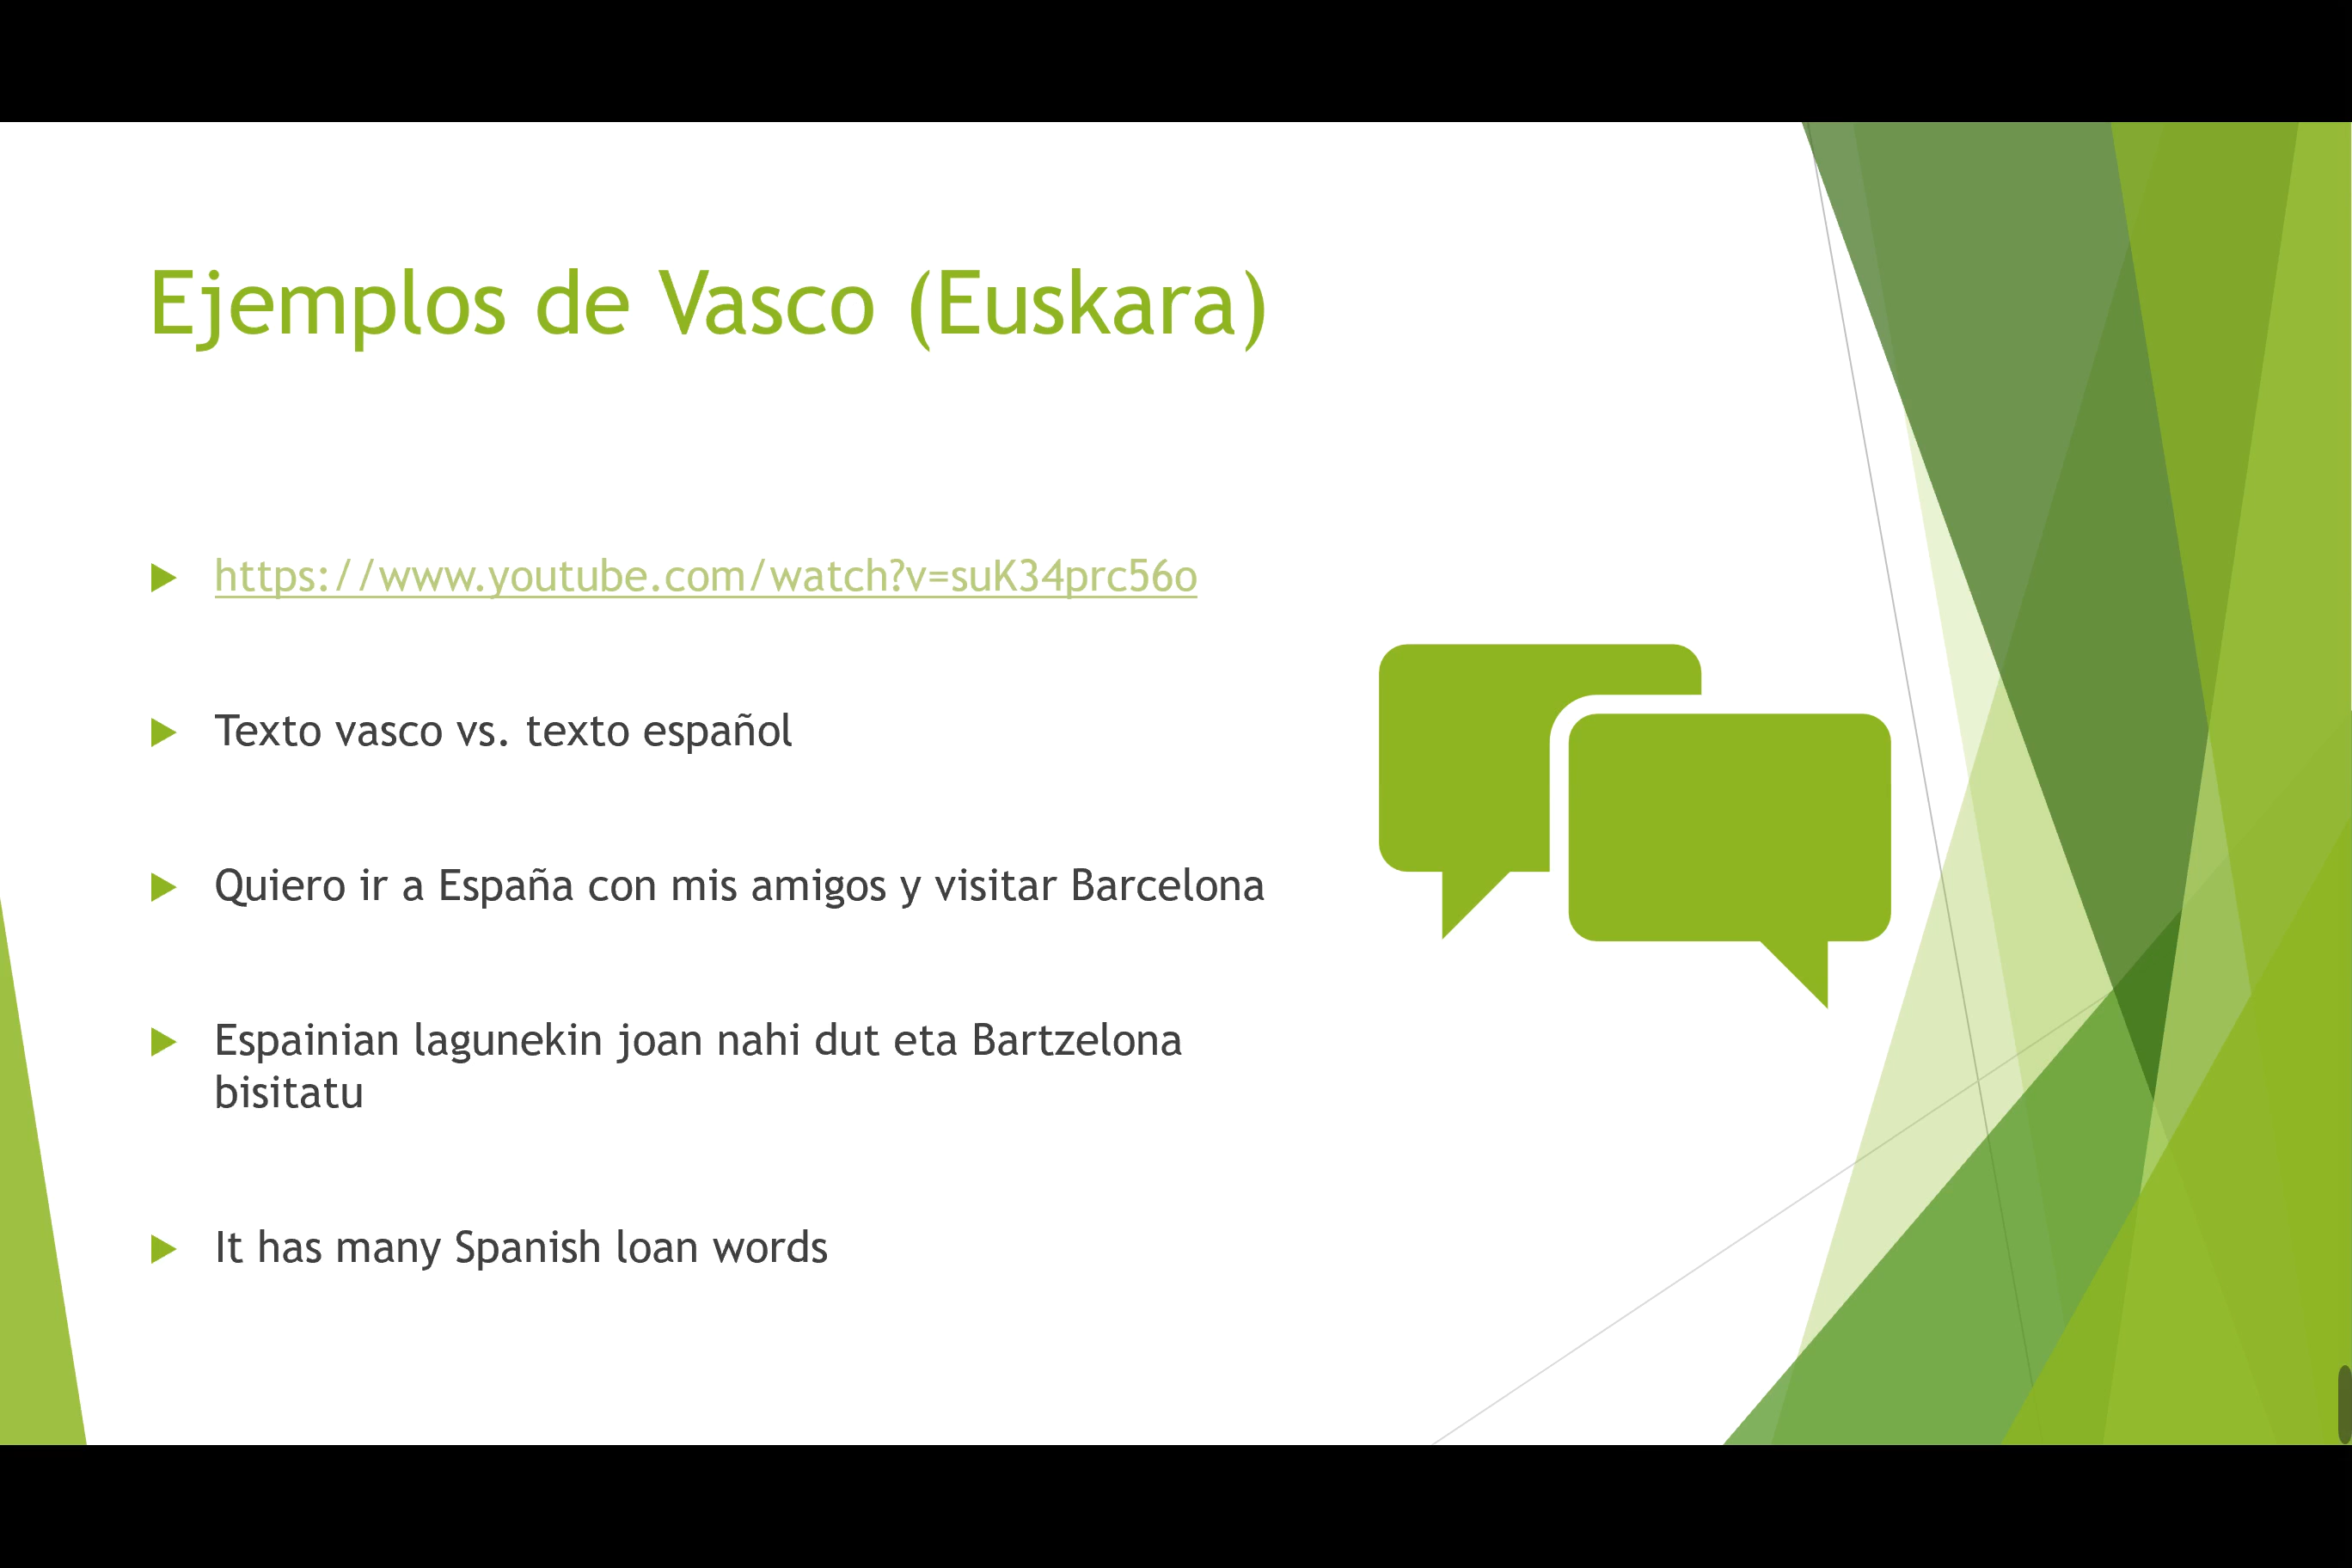 Ejemplos de Vasco (Euskara)
https://www.youtube.com/watch?v=suK34prc56o
Texto vasco vs. texto español
Quiero ir a España con mis amigos y visitar Barcelona
Espainian lagunekin joan nahi dut eta Bartzelona
bisitatu
It has many Spanish loan words